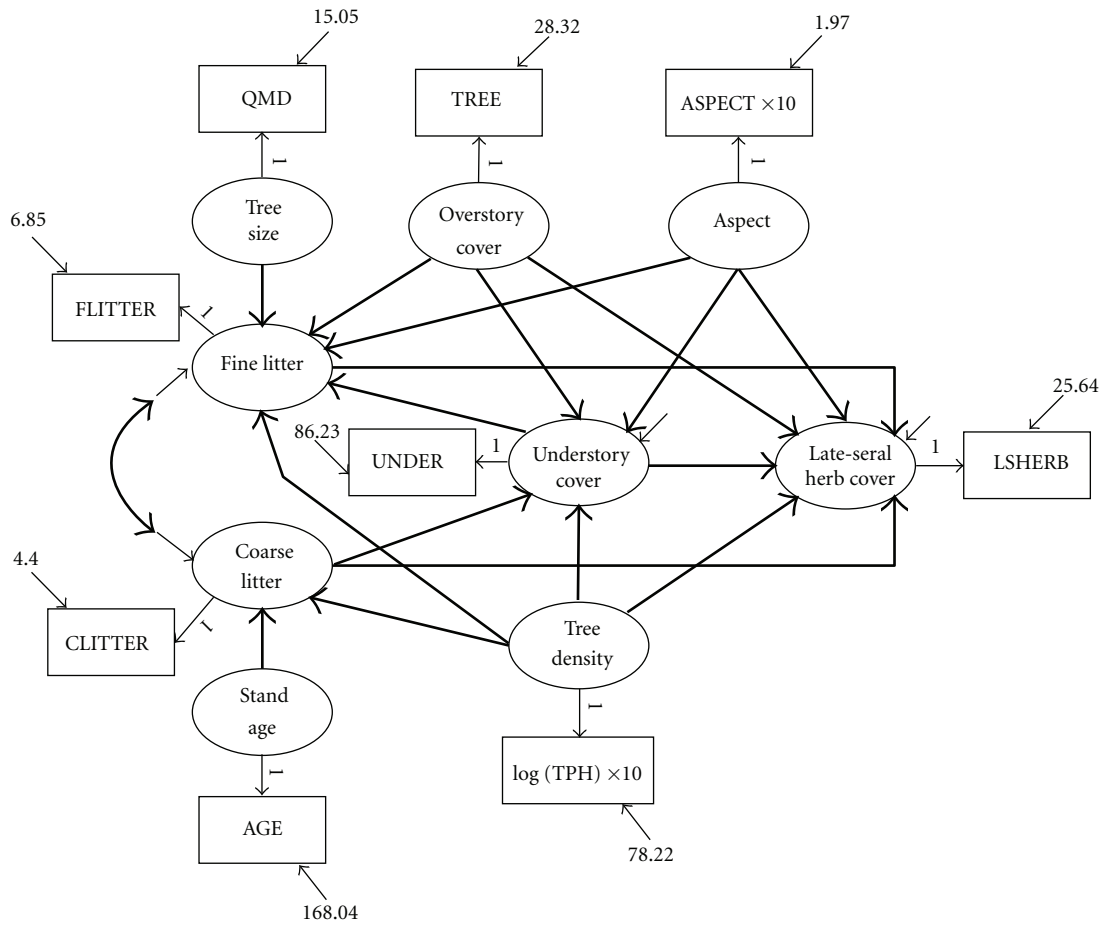 15.05
28.32
1.97
QMD
TREE
ASPECT ×10
1
1
1
Tree
size
Overstory
cover
Aspect
6.85
FLITTER
1
Fine litter
25.64
86.23
UNDER
1
Understory
cover
Late-seral
herb cover
1
LSHERB
4.4
Coarse
litter
CLITTER
1
Tree
density
Stand
age
1
1
log (TPH) ×10
AGE
78.22
168.04